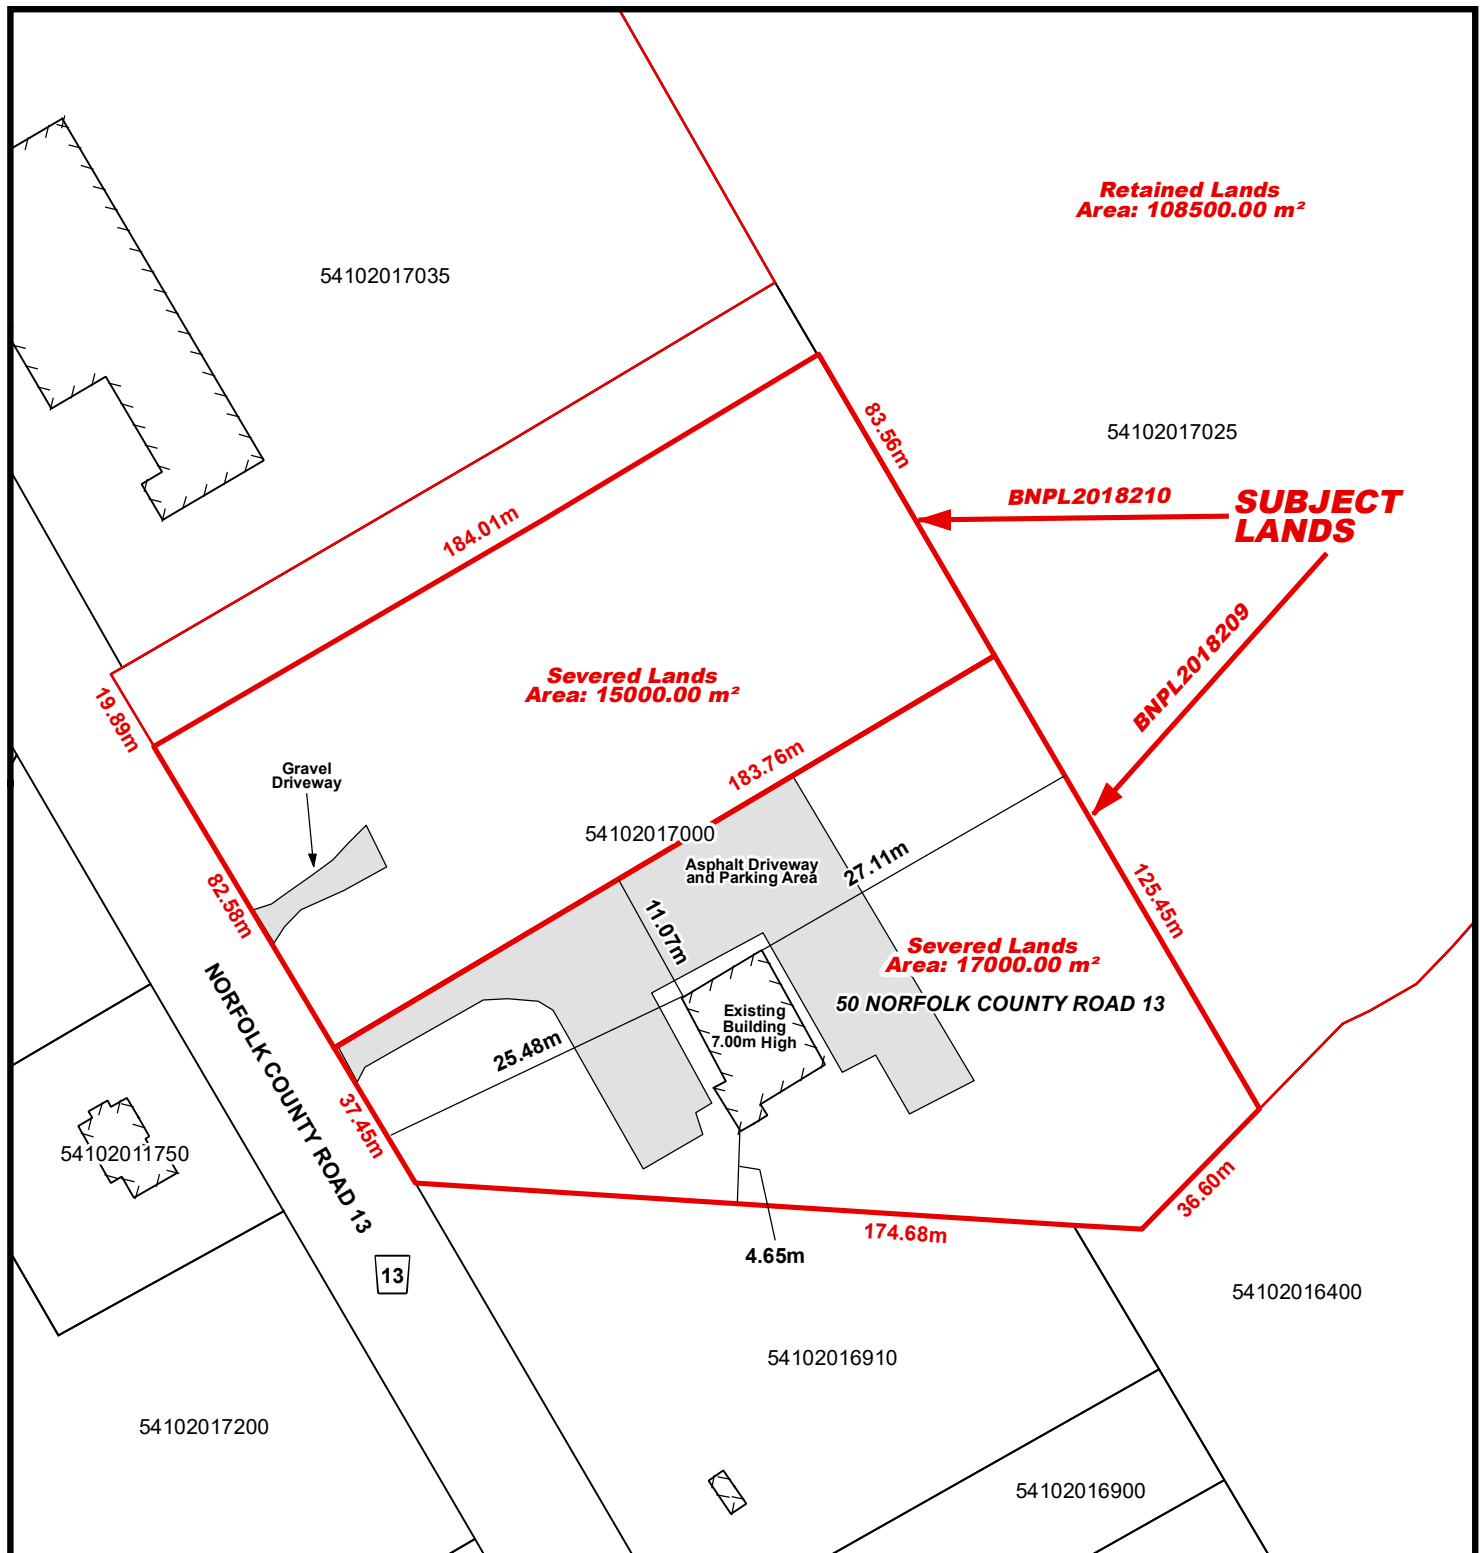 Retained Lands
Area: 108500.00 m²
54102017035
83.56m
54102017025
BNPL2018210
SUBJECT
LANDS
184.01m
BNPL2018209
Severed Lands
Area: 15000.00 m²
19.89m
183.76m
Gravel
Driveway
54102017000
Asphalt Driveway
and Parking Area
27.11m
82.58m
125.45m
11.07m
Severed Lands
Area: 17000.00 m²
50 NORFOLK COUNTY ROAD 13
Existing
Building
7.00m High
25.48m
NORFOLK COUNTY ROAD 13
37.45m
54102011750
36.60m
174.68m
4.65m
13
54102016400
54102016910
54102017200
54102016900